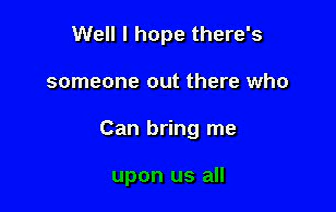 Well I hope there's
someone out there who
Can bring me
upon us all